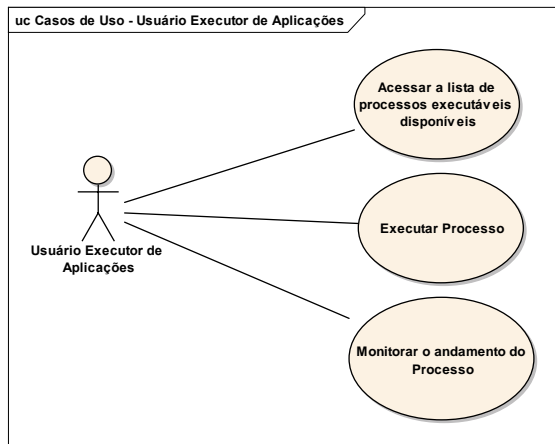 uc Casos de Uso - Usuário Executor de Aplicações
Acessar a lista de
processos executáveis
disponíveis
Usuário Executor de
Aplicações
Executar Processo
Monitorar o andamento do
Processo